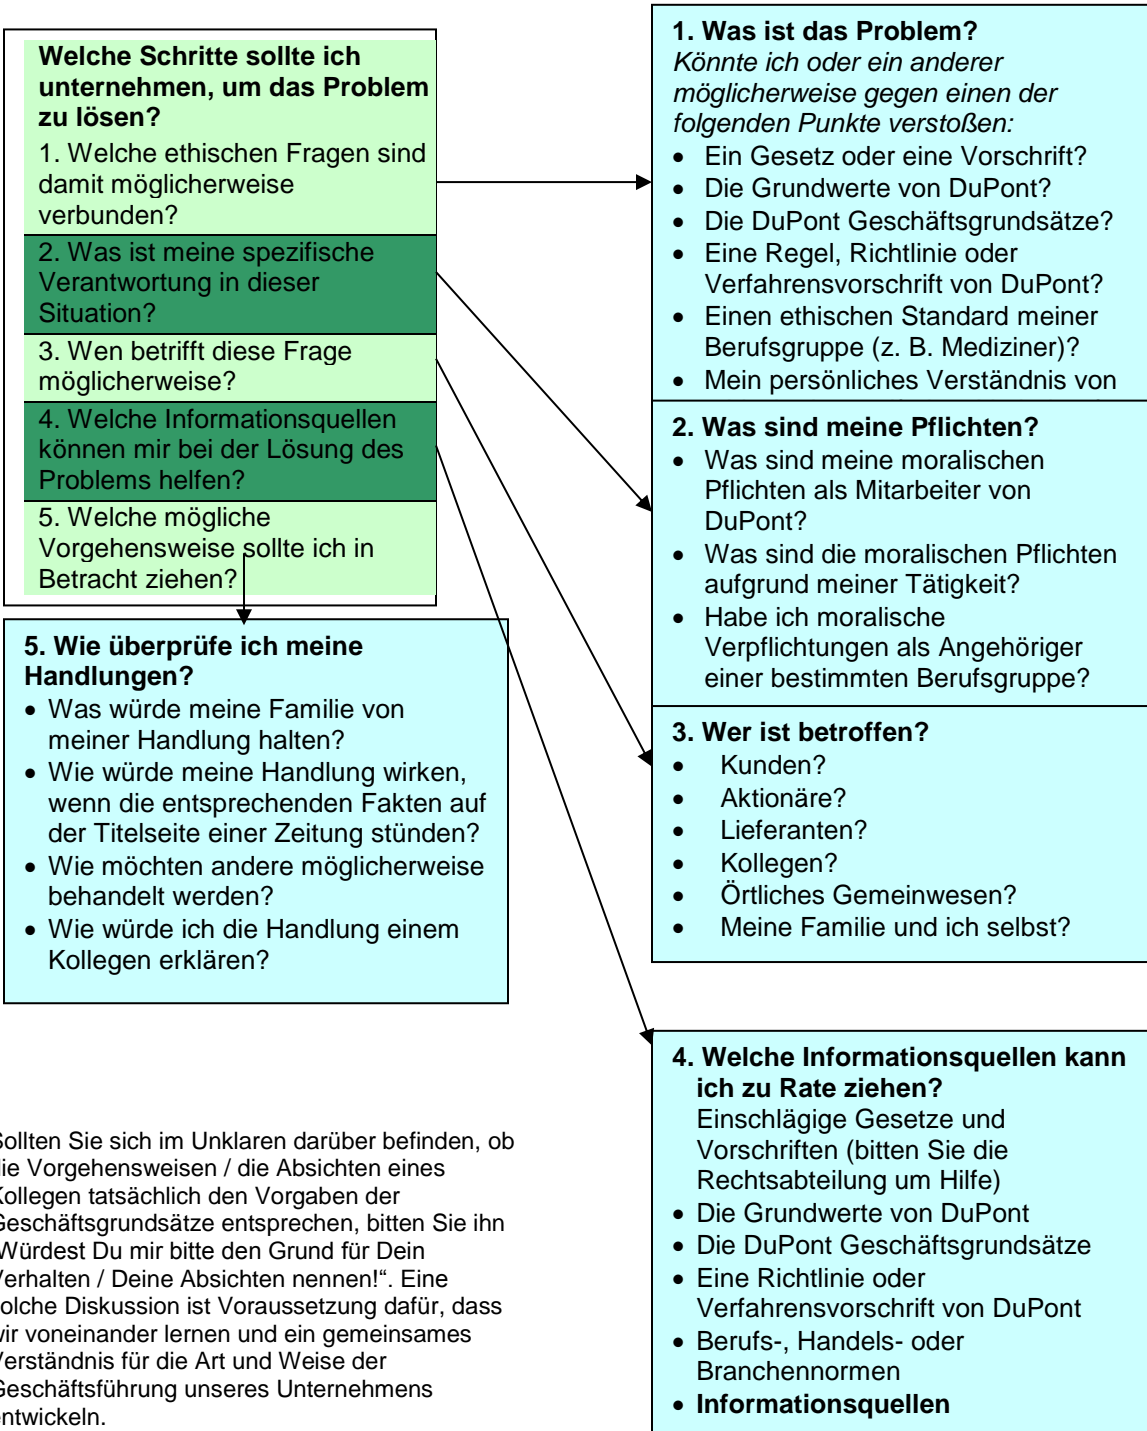 Welche Schritte sollte ich
unternehmen, um das Problem
zu lösen?
1. Welche ethischen Fragen sind
damit möglicherweise
verbunden?
2. Was ist meine spezifische
Verantwortung in dieser
Situation?
3. Wen betrifft diese Frage
möglicherweise?
4. Welche Informationsquellen
können mir bei der Lösung des
Problems helfen?
5. Welche mögliche
Vorgehensweise sollte ich in
Betracht ziehen?
1. Was ist das Problem?
Könnte ich oder ein anderer
möglicherweise gegen einen der
folgenden Punkte verstoßen:
• Ein Gesetz oder eine Vorschrift?
• Die Grundwerte von DuPont?
• Die DuPont Geschäftsgrundsätze?
• Eine Regel, Richtlinie oder
Verfahrensvorschrift von DuPont?
• Einen ethischen Standard meiner
Berufsgruppe (z. B. Mediziner)?
• Mein persönliches Verständnis von
2. Was sind meine Pflichten?
• Was sind meine moralischen
Pflichten als Mitarbeiter von
DuPont?
• Was sind die moralischen Pflichten
aufgrund meiner Tätigkeit?
• Habe ich moralische
Verpflichtungen als Angehöriger
einer bestimmten Berufsgruppe?
3. Wer ist betroffen?
• Kunden?
• Aktionäre?
• Lieferanten?
• Kollegen?
• Örtliches Gemeinwesen?
• Meine Familie und ich selbst?
5. Wie überprüfe ich meine
Handlungen?
• Was würde meine Familie von
meiner Handlung halten?
• Wie würde meine Handlung wirken,
wenn die entsprechenden Fakten auf
der Titelseite einer Zeitung stünden?
• Wie möchten andere möglicherweise
behandelt werden?
• Wie würde ich die Handlung einem
Kollegen erklären?
4. Welche Informationsquellen kann
ich zu Rate ziehen?
Einschlägige Gesetze und
Vorschriften (bitten Sie die
Rechtsabteilung um Hilfe)
• Die Grundwerte von DuPont
• Die DuPont Geschäftsgrundsätze
• Eine Richtlinie oder
Verfahrensvorschrift von DuPont
• Berufs-, Handels- oder
Branchennormen
• Informationsquellen
Sollten Sie sich im Unklaren darüber befinden, ob
die Vorgehensweisen / die Absichten eines
Kollegen tatsächlich den Vorgaben der
Geschäftsgrundsätze entsprechen, bitten Sie ihn
Würdest Du mir bitte den Grund für Dein
Verhalten / Deine Absichten nennen!“. Eine
solche Diskussion ist Voraussetzung dafür, dass
wir voneinander lernen und ein gemeinsames
Verständnis für die Art und Weise der
Geschäftsführung unseres Unternehmens
entwickeln.